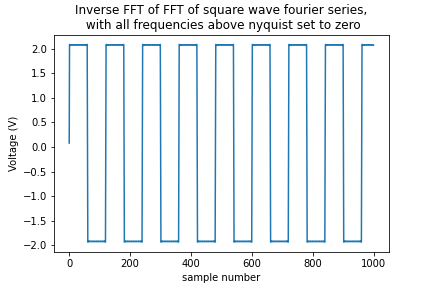 Inverse FFT of FFT of square wave fourier series,
with all frequencies above nyquist set to zero
2.0
1.5
1.0
0.5
0.0
−0.5
−1.0
−1.5
−2.0
Voltage (V)
0 200 400 600 800 1000
sample number